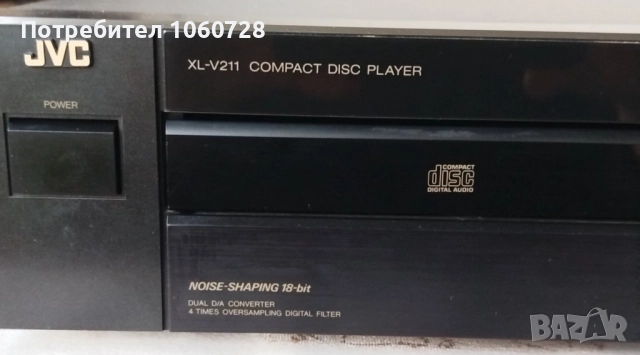 Потребител 1060728
JVC
XL-V211 COMPACT DISC PLAYER
POWER
COMPACT
disc
DIGITAL AUDIO
NOISE-SHAPING 18-bit
DUAL D/A CONVERTER
4 TIMES OVERSAMPLING DIGITAL FILTER
BAZAR